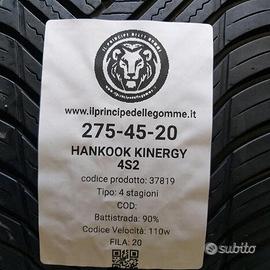 IL PRINCIPE DELLE GOMME
www.ilprincipedellegomme.it
275-45-20
HANKOOK KINERGY
4S2
codice prodotto: 37819
Tipo: 4 stagioni
COD:
Battistrada: 90%
Codice Velocità: 110w
FILA: 20
subito